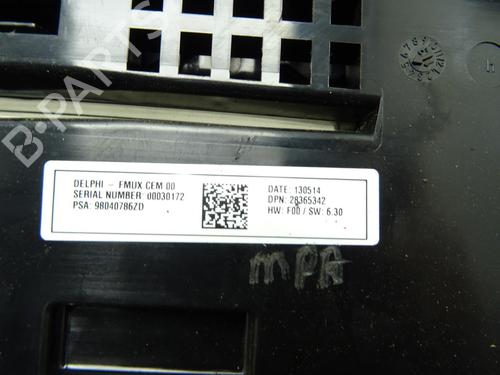 B-PARTS
DELPHI - FMUX CEM 00
SERIAL NUMBER: 00030172
PSA: 98040786ZD
DATE: 130514
DPN: 28365342
HW: F00 / SW: 6.30
MPA